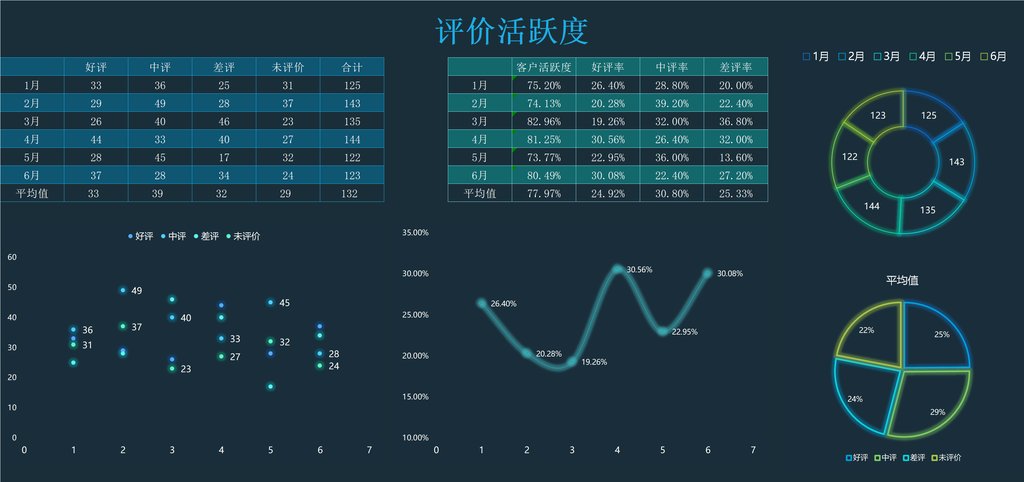 评价活跃度
好评 中评 差评 未评价 合计
1月 33 36 25 31 125
2月 29 49 28 37 143
3月 26 40 46 23 135
4月 44 33 40 27 144
5月 28 45 17 32 122
6月 37 28 34 24 123
平均值 33 39 32 29 132
客户活跃度 好评率 中评率 差评率
1月 75.20% 26.40% 28.80% 20.00%
2月 74.13% 20.28% 39.20% 22.40%
3月 82.96% 19.26% 32.00% 36.80%
4月 81.25% 30.56% 26.40% 32.00%
5月 73.77% 22.95% 36.00% 13.60%
6月 80.49% 30.08% 22.40% 27.20%
平均值 77.97% 24.92% 30.80% 25.33%
1月 2月 3月 4月 5月 6月
123 125
122 143
144 135
好评 中评 差评 未评价
60
50
49
45
40
40
36
37
33
31
32
30
27
28
23
24
20
10
0
0 1 2 3 4 5 6 7
35.00%
30.56%
30.00%
30.08%
26.40%
25.00%
22.95%
20.28%
20.00%
19.26%
15.00%
10.00%
0 1 2 3 4 5 6 7
平均值
22% 25%
24%
29%
好评 中评 差评 未评价